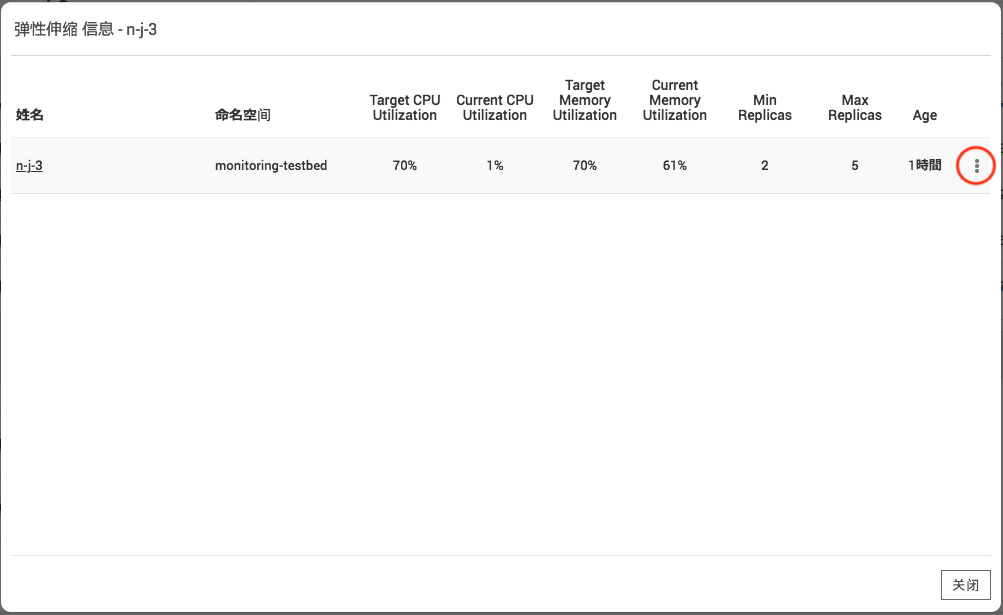 弹性伸缩 信息 - n-j-3
姓名
命名空间
Target CPU
Utilization
Current CPU
Utilization
Target
Memory
Utilization
Current
Memory
Utilization
Min
Replicas
Max
Replicas
Age
n-j-3
monitoring-testbed
70%
1%
70%
61%
2
5
1時間
关闭